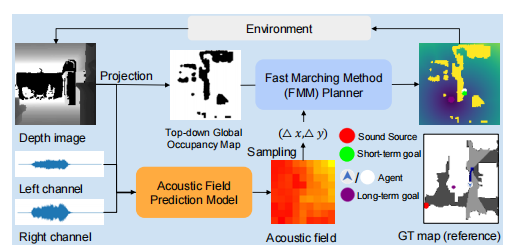 Environment
Projection
Fast Marching Method
(FMM) Planner
Depth image
Top-down Global
Occupancy Map
(△ x,△ y)
Sampling
Left channel
Acoustic Field
Prediction Model
Right channel
Acoustic field
Sound Source
Short-term goal
/ Agent
Long-term goal
GT map (reference)